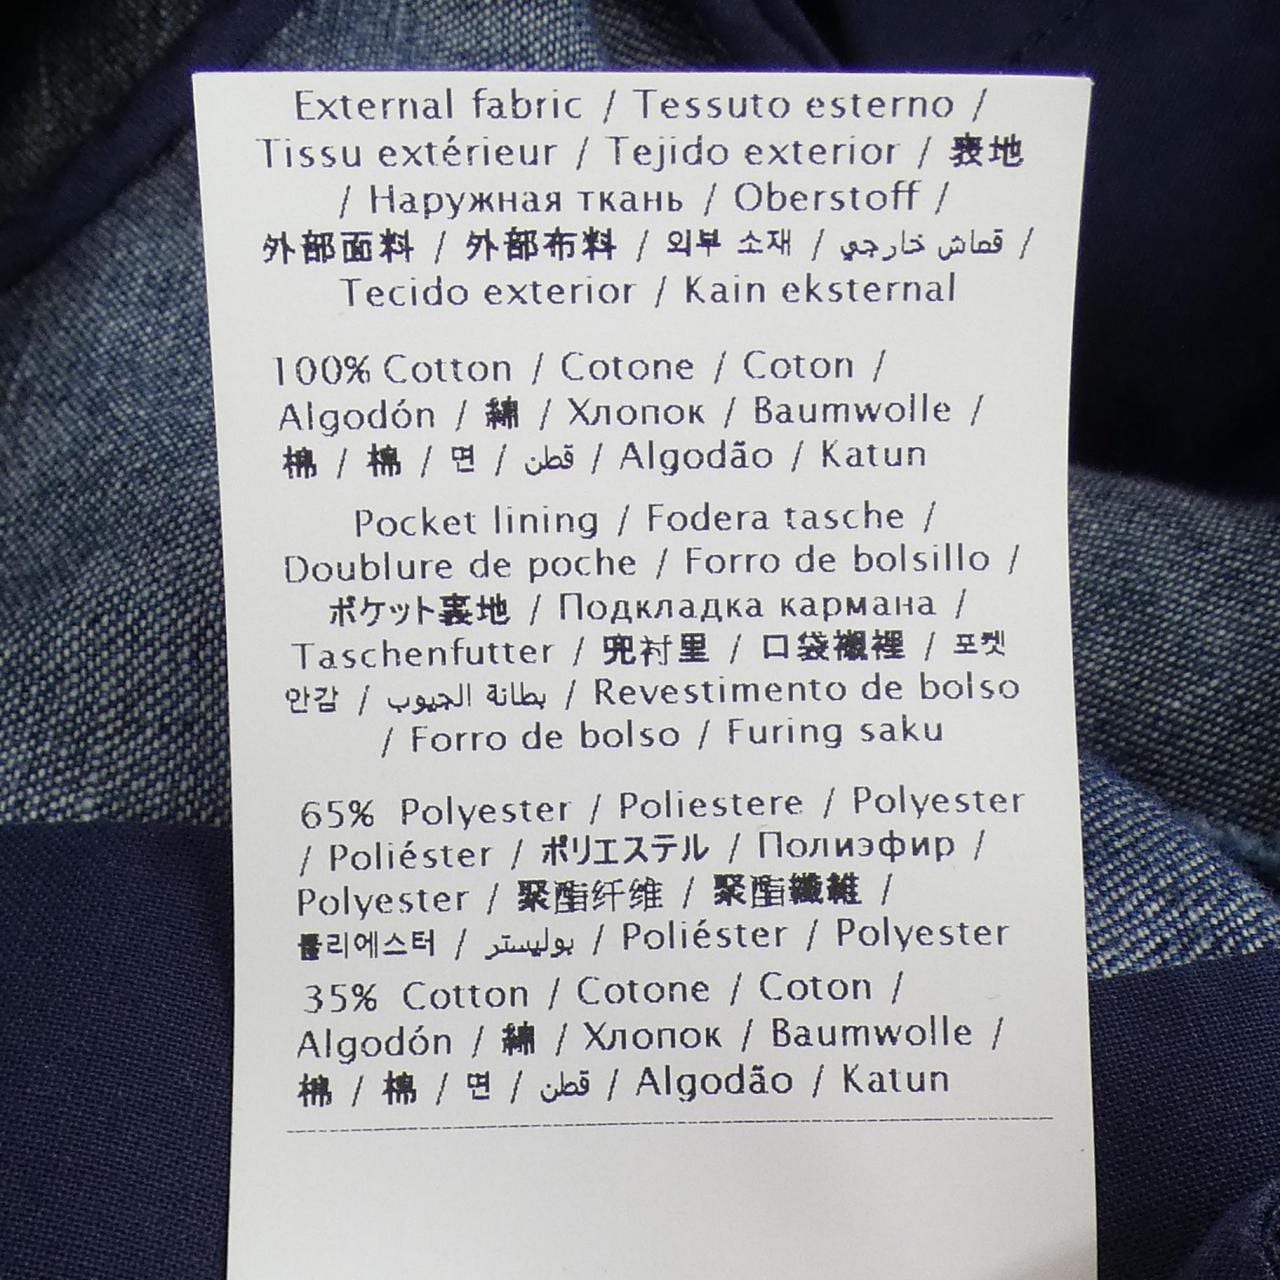 External fabric / Tessuto esterno /
Tissu extérieur / Tejido exterior / 表地
/ Наружная ткань / Oberstoff /
外部面料 / 外部布料 / 외부 소재 / قماش خارجي /
Tecido exterior / Kain eksternal
100% Cotton / Cotone / Coton /
Algodón / 綿 / Хлопок / Baumwolle /
棉 / 棉 / 면 / قطن / Algodão / Katun
Pocket lining / Fodera tasche /
Doublure de poche / Forro de bolsillo /
ポケット裏地 / Подкладка кармана /
Taschenfutter / 兜衬里 / 口袋襯裡 / 포켓
안감 / بطانة الجيوب / Revestimento de bolso
/ Forro de bolso / Furing saku
65% Polyester / Poliestere / Polyester
/ Poliéster / ポリエステル / Полиэфир /
Polyester / 聚酯纤维 / 聚酯纖維 /
폴리에스터 / بوليستر / Poliéster / Polyester
35% Cotton / Cotone / Coton /
Algodón / 綿 / Хлопок / Baumwolle /
棉 / 棉 / 면 / قطن / Algodão / Katun